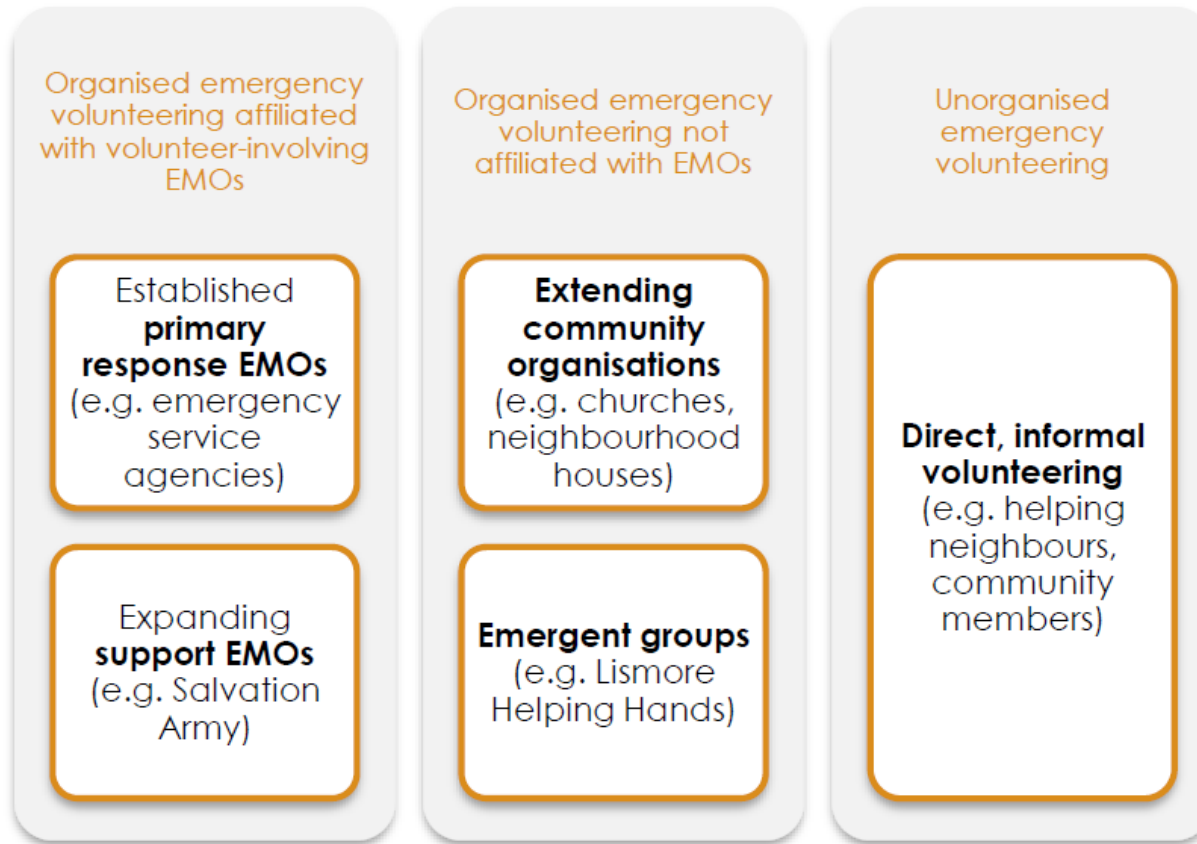 Organised emergency
volunteering affiliated
with volunteer-involving
EMOs
Established
primary
response EMOs
(e.g. emergency
service
agencies)
Expanding
support EMOs
(e.g. Salvation
Army)
Organised emergency
volunteering not
affiliated with EMOs
Extending
community
organisations
(e.g. churches,
neighbourhood
houses)
Emergent groups
(e.g. Lismore
Helping Hands)
Unorganised
emergency
volunteering
Direct, informal
volunteering
(e.g. helping
neighbours,
community
members)